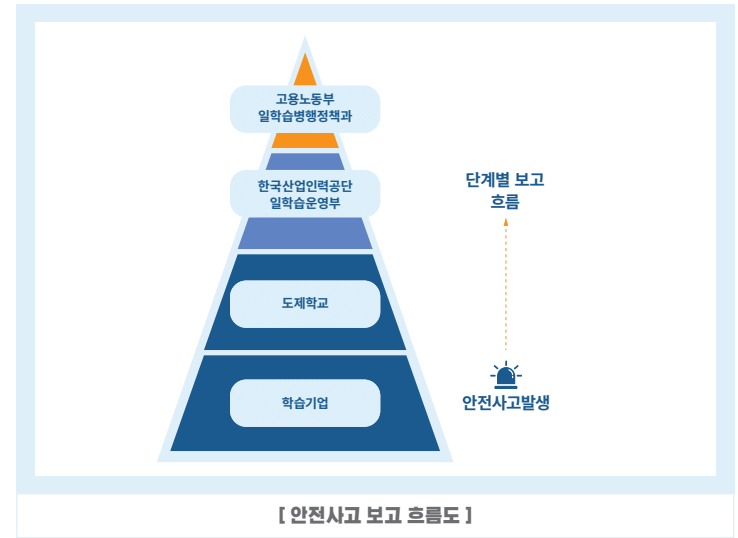 고용노동부
일학습병행정책과
한국산업인력공단
일학습운영부
단계별 보고
흐름
도제학교
학습기업
안전사고발생
[ 안전사고 보고 흐름도 ]